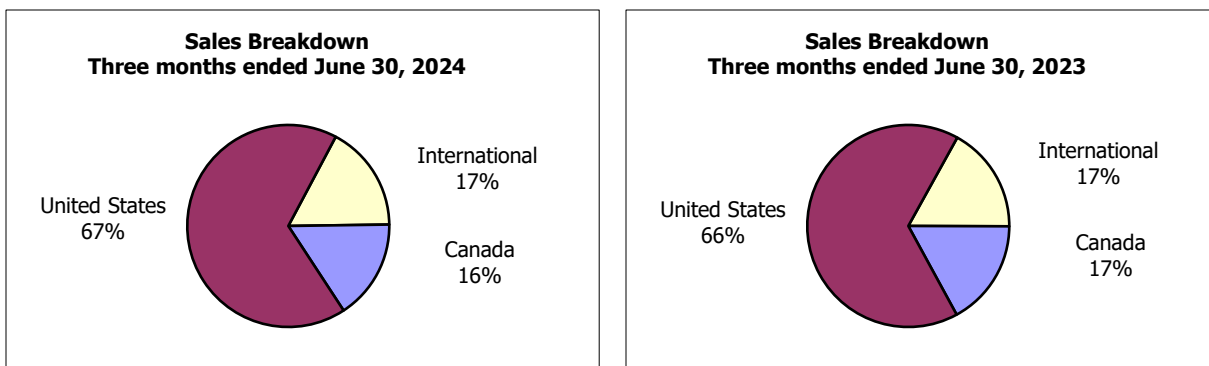 Sales Breakdown
Three months ended June 30, 2024
International
17%
United States
67%
Canada
16%
Sales Breakdown
Three months ended June 30, 2023
International
17%
United States
66%
Canada
17%